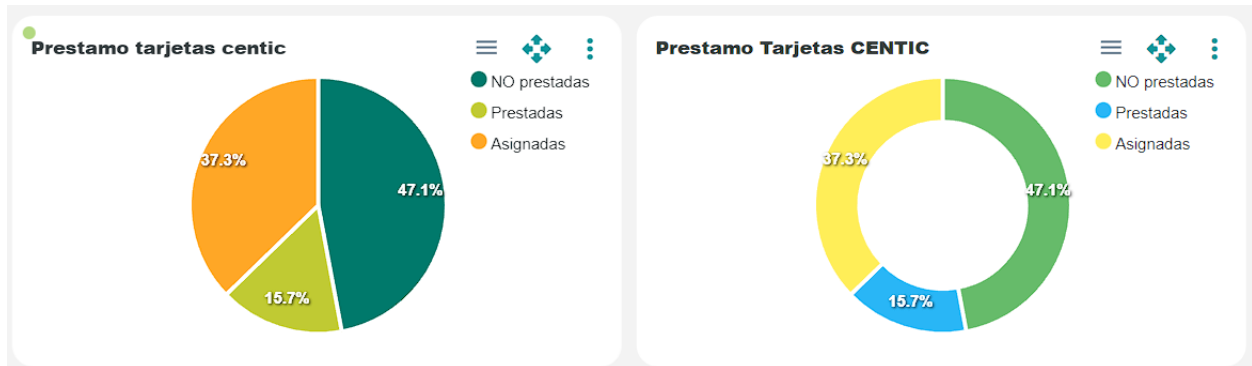 Prestamo tarjetas centic
NO prestadas
Prestadas
Asignadas
37.3%
47.1%
15.7%
Prestamo Tarjetas CENTIC
NO prestadas
Prestadas
Asignadas
37.3%
47.1%
15.7%